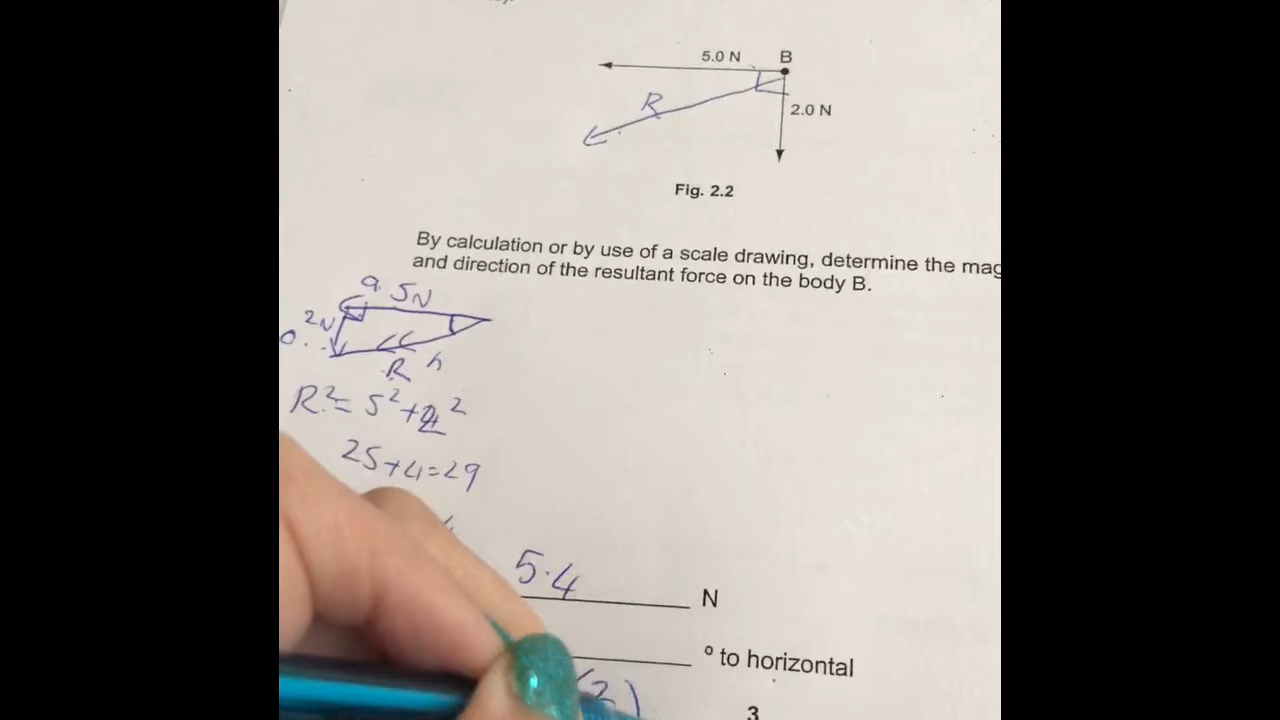 5.0 N B
R
2.0 N
Fig. 2.2
By calculation or by use of a scale drawing, determine the mag
and direction of the resultant force on the body B.
a. 5N
2N
o.
R h
R² = 5² + 2²
25+4=29
5.4 N
º to horizontal
(2)
3